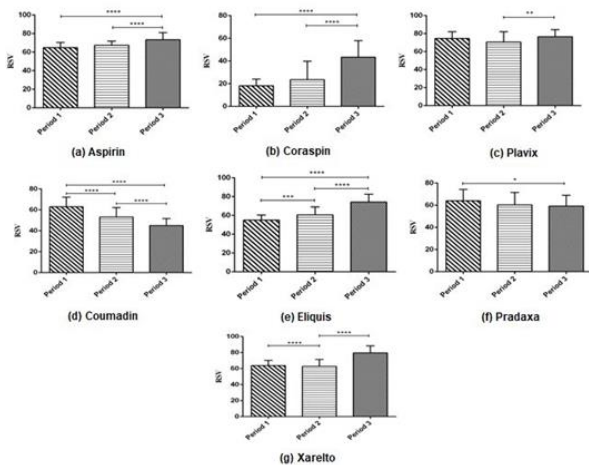 ****
****
RSV
100
80
60
40
20
0
Period 1
Period 2
Period 3
(a) Aspirin
****
****
RSV
80
60
40
20
0
Period 1
Period 2
Period 3
(b) Coraspin
**
RSV
100
80
60
40
20
0
Period 1
Period 2
Period 3
(c) Plavix
****
****
****
RSV
80
60
40
20
0
Period 1
Period 2
Period 3
(d) Coumadin
****
***
****
RSV
100
80
60
40
20
0
Period 1
Period 2
Period 3
(e) Eliquis
*
RSV
80
60
40
20
0
Period 1
Period 2
Period 3
(f) Pradaxa
****
****
RSV
100
80
60
40
20
0
Period 1
Period 2
Period 3
(g) Xarelto